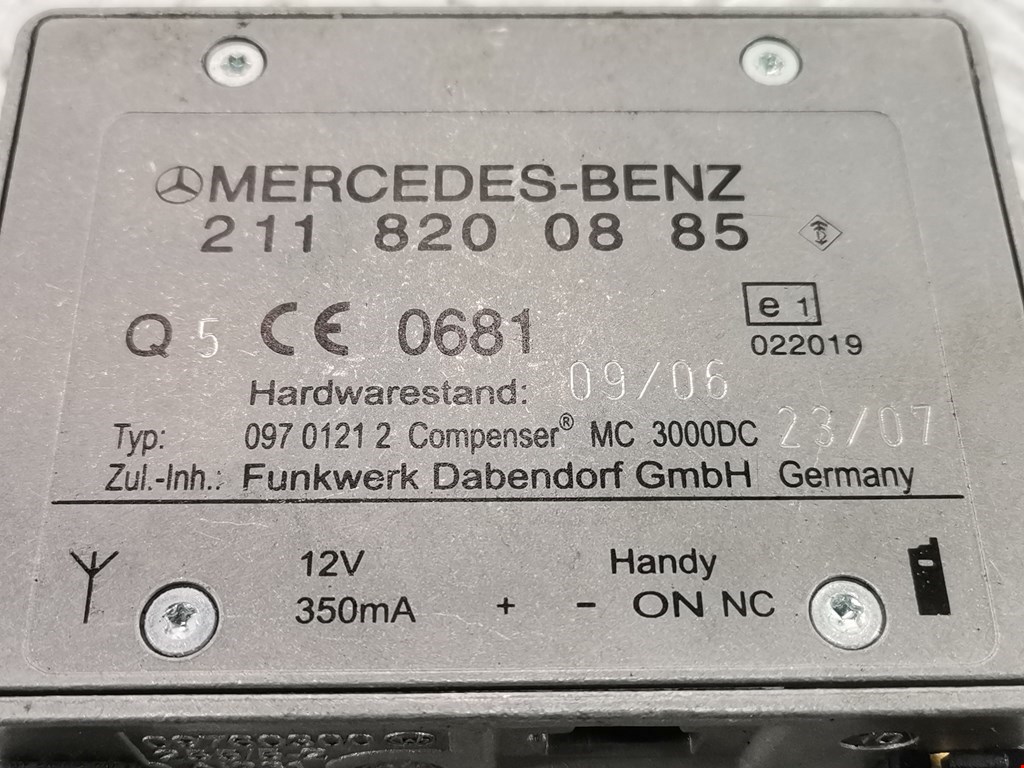 MERCEDES-BENZ
211 820 08 85
Q 5 CE 0681
e 1
022019
Hardwarestand: 09/06
Typ: 097 0121 2 Compenser® MC 3000DC 23/07
Zul.-Inh.: Funkwerk Dabendorf GmbH Germany
12V Handy
350mA + - ON NC